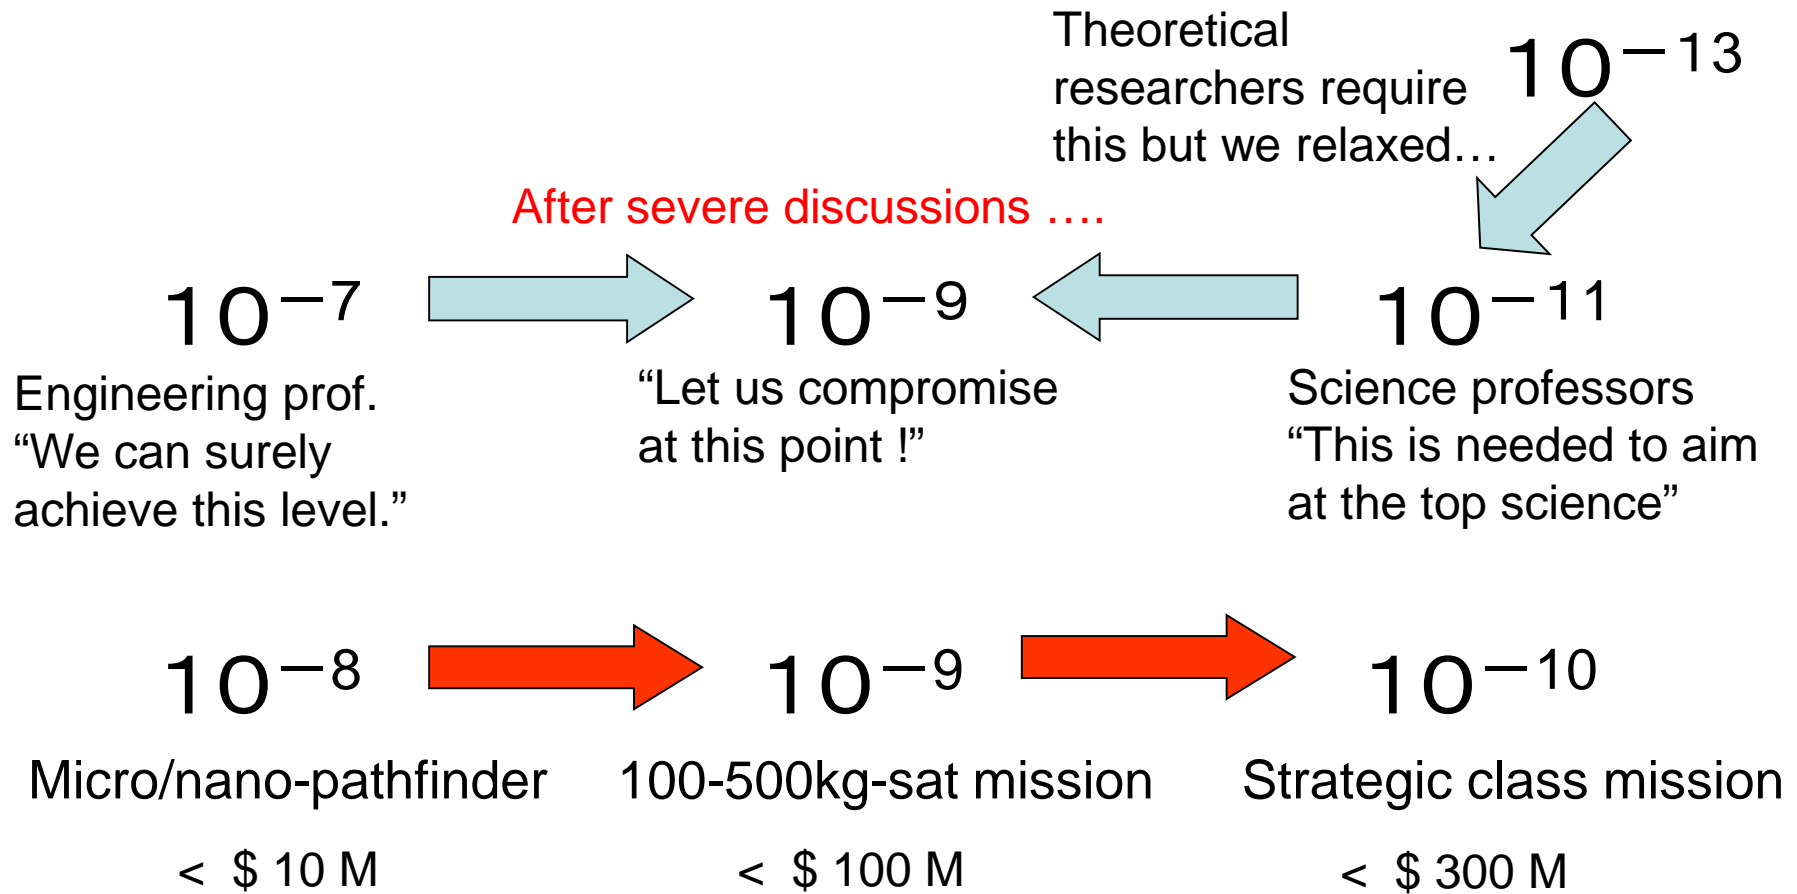 Theoretical
researchers require
this but we relaxed…
10⁻¹³
After severe discussions ….
10⁻⁷
10⁻⁹
10⁻¹¹
Engineering prof.
“We can surely
achieve this level.”
“Let us compromise
at this point !”
Science professors
“This is needed to aim
at the top science”
10⁻⁸
10⁻⁹
10⁻¹⁰
Micro/nano-pathfinder
100-500kg-sat mission
Strategic class mission
< $ 10 M
< $ 100 M
< $ 300 M